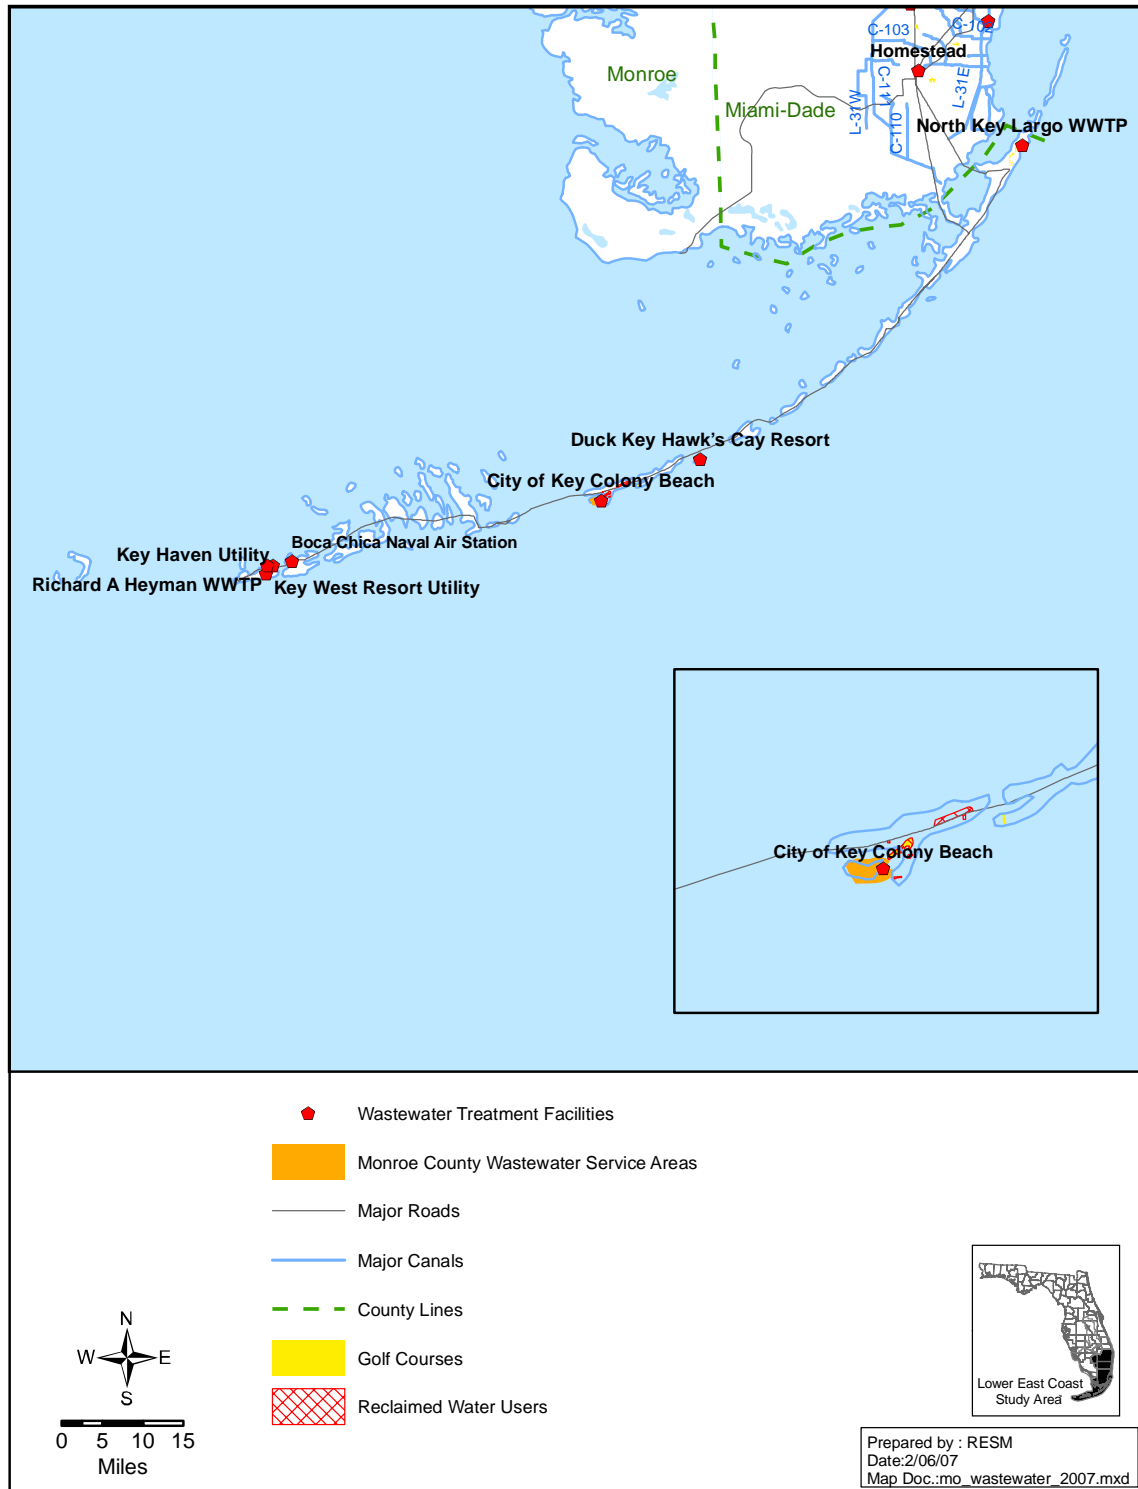 C-103
C-102
Homestead
Monroe
Miami-Dade
L-31W
C-111
C-110
L-31E
North Key Largo WWTP
Duck Key Hawk's Cay Resort
City of Key Colony Beach
Boca Chica Naval Air Station
Key Haven Utility
Richard A Heyman WWTP
Key West Resort Utility
City of Key Colony Beach
Wastewater Treatment Facilities
Monroe County Wastewater Service Areas
Major Roads
Major Canals
County Lines
Golf Courses
Reclaimed Water Users
N
W E
S
0 5 10 15
Miles
Lower East Coast
Study Area
Prepared by : RESM
Date:2/06/07
Map Doc.:mo_wastewater_2007.mxd